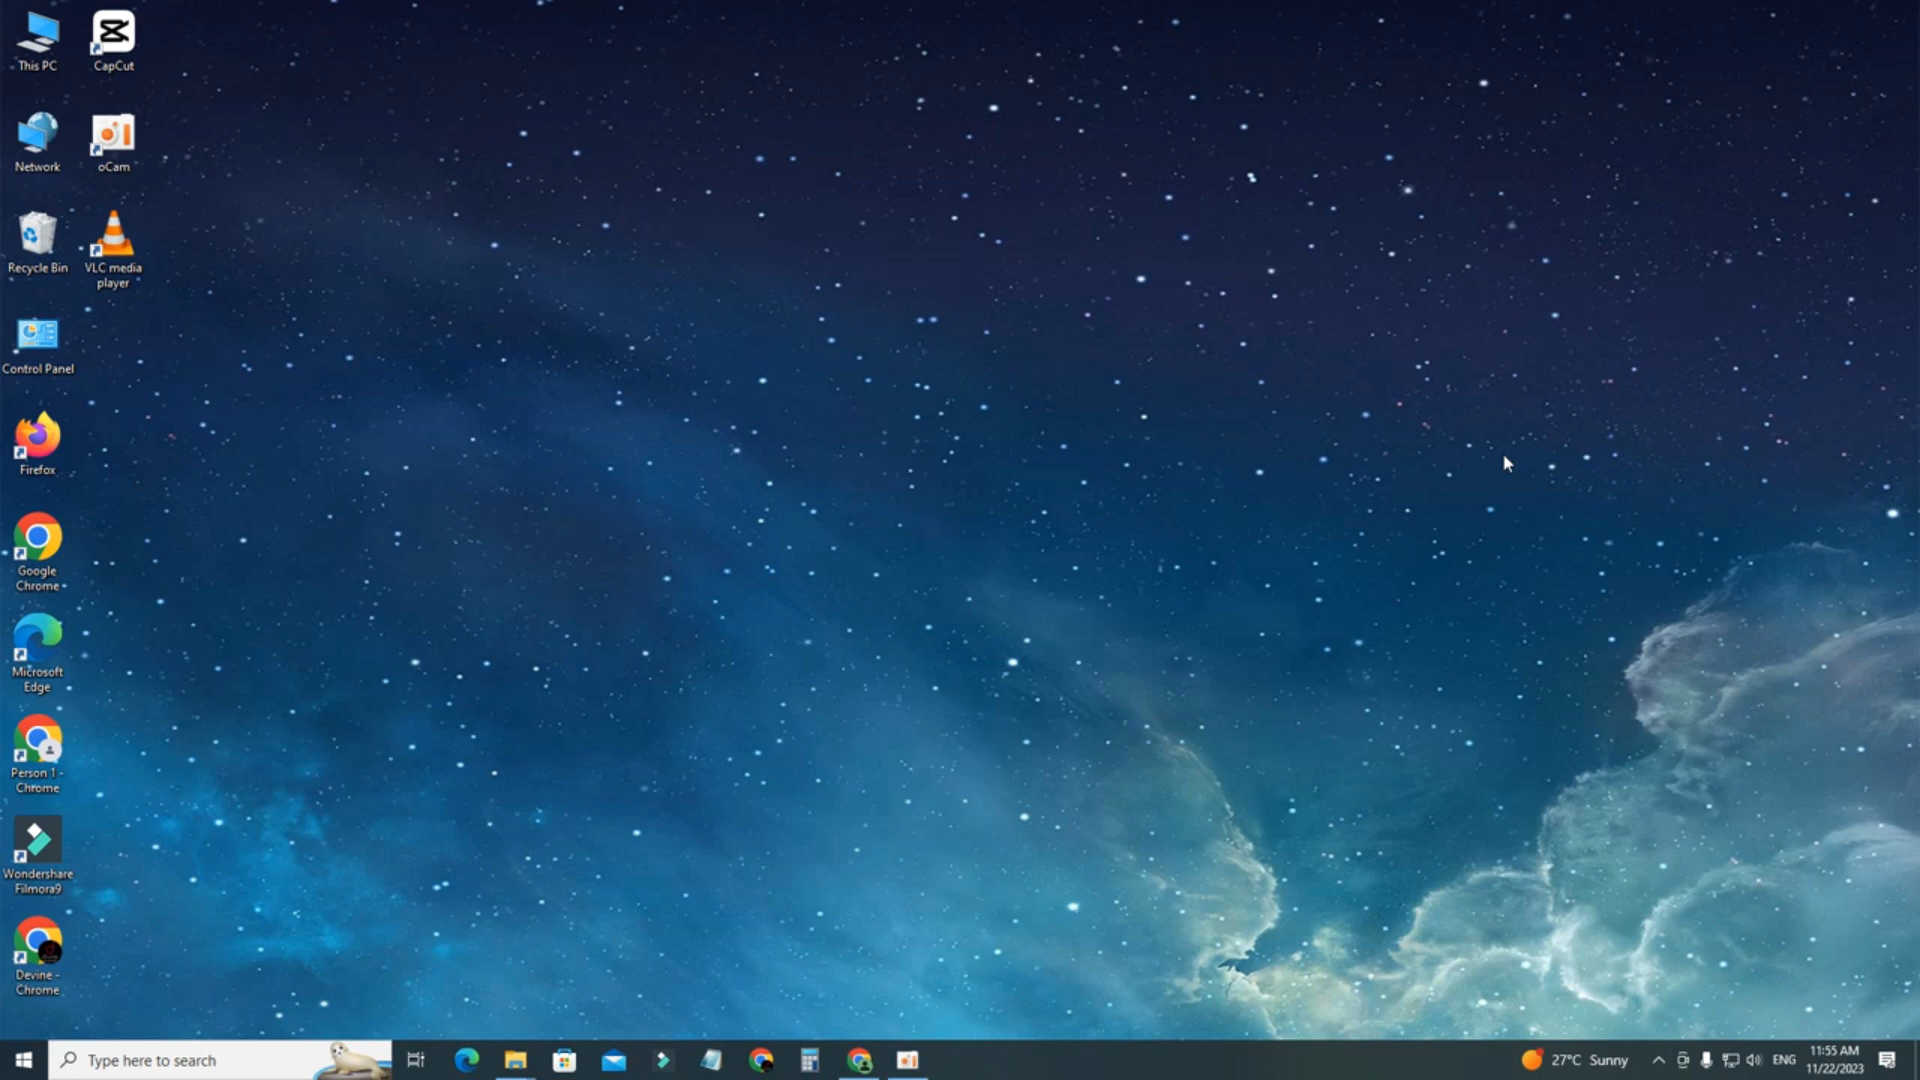 This PC
CapCut
Network
oCam
Recycle Bin
VLC media
player
Control Panel
Firefox
Google
Chrome
Microsoft
Edge
Person 1 -
Chrome
Wondershare
Filmora9
Devine -
Chrome
Type here to search
27°C Sunny
ENG
11:55 AM
11/22/2023